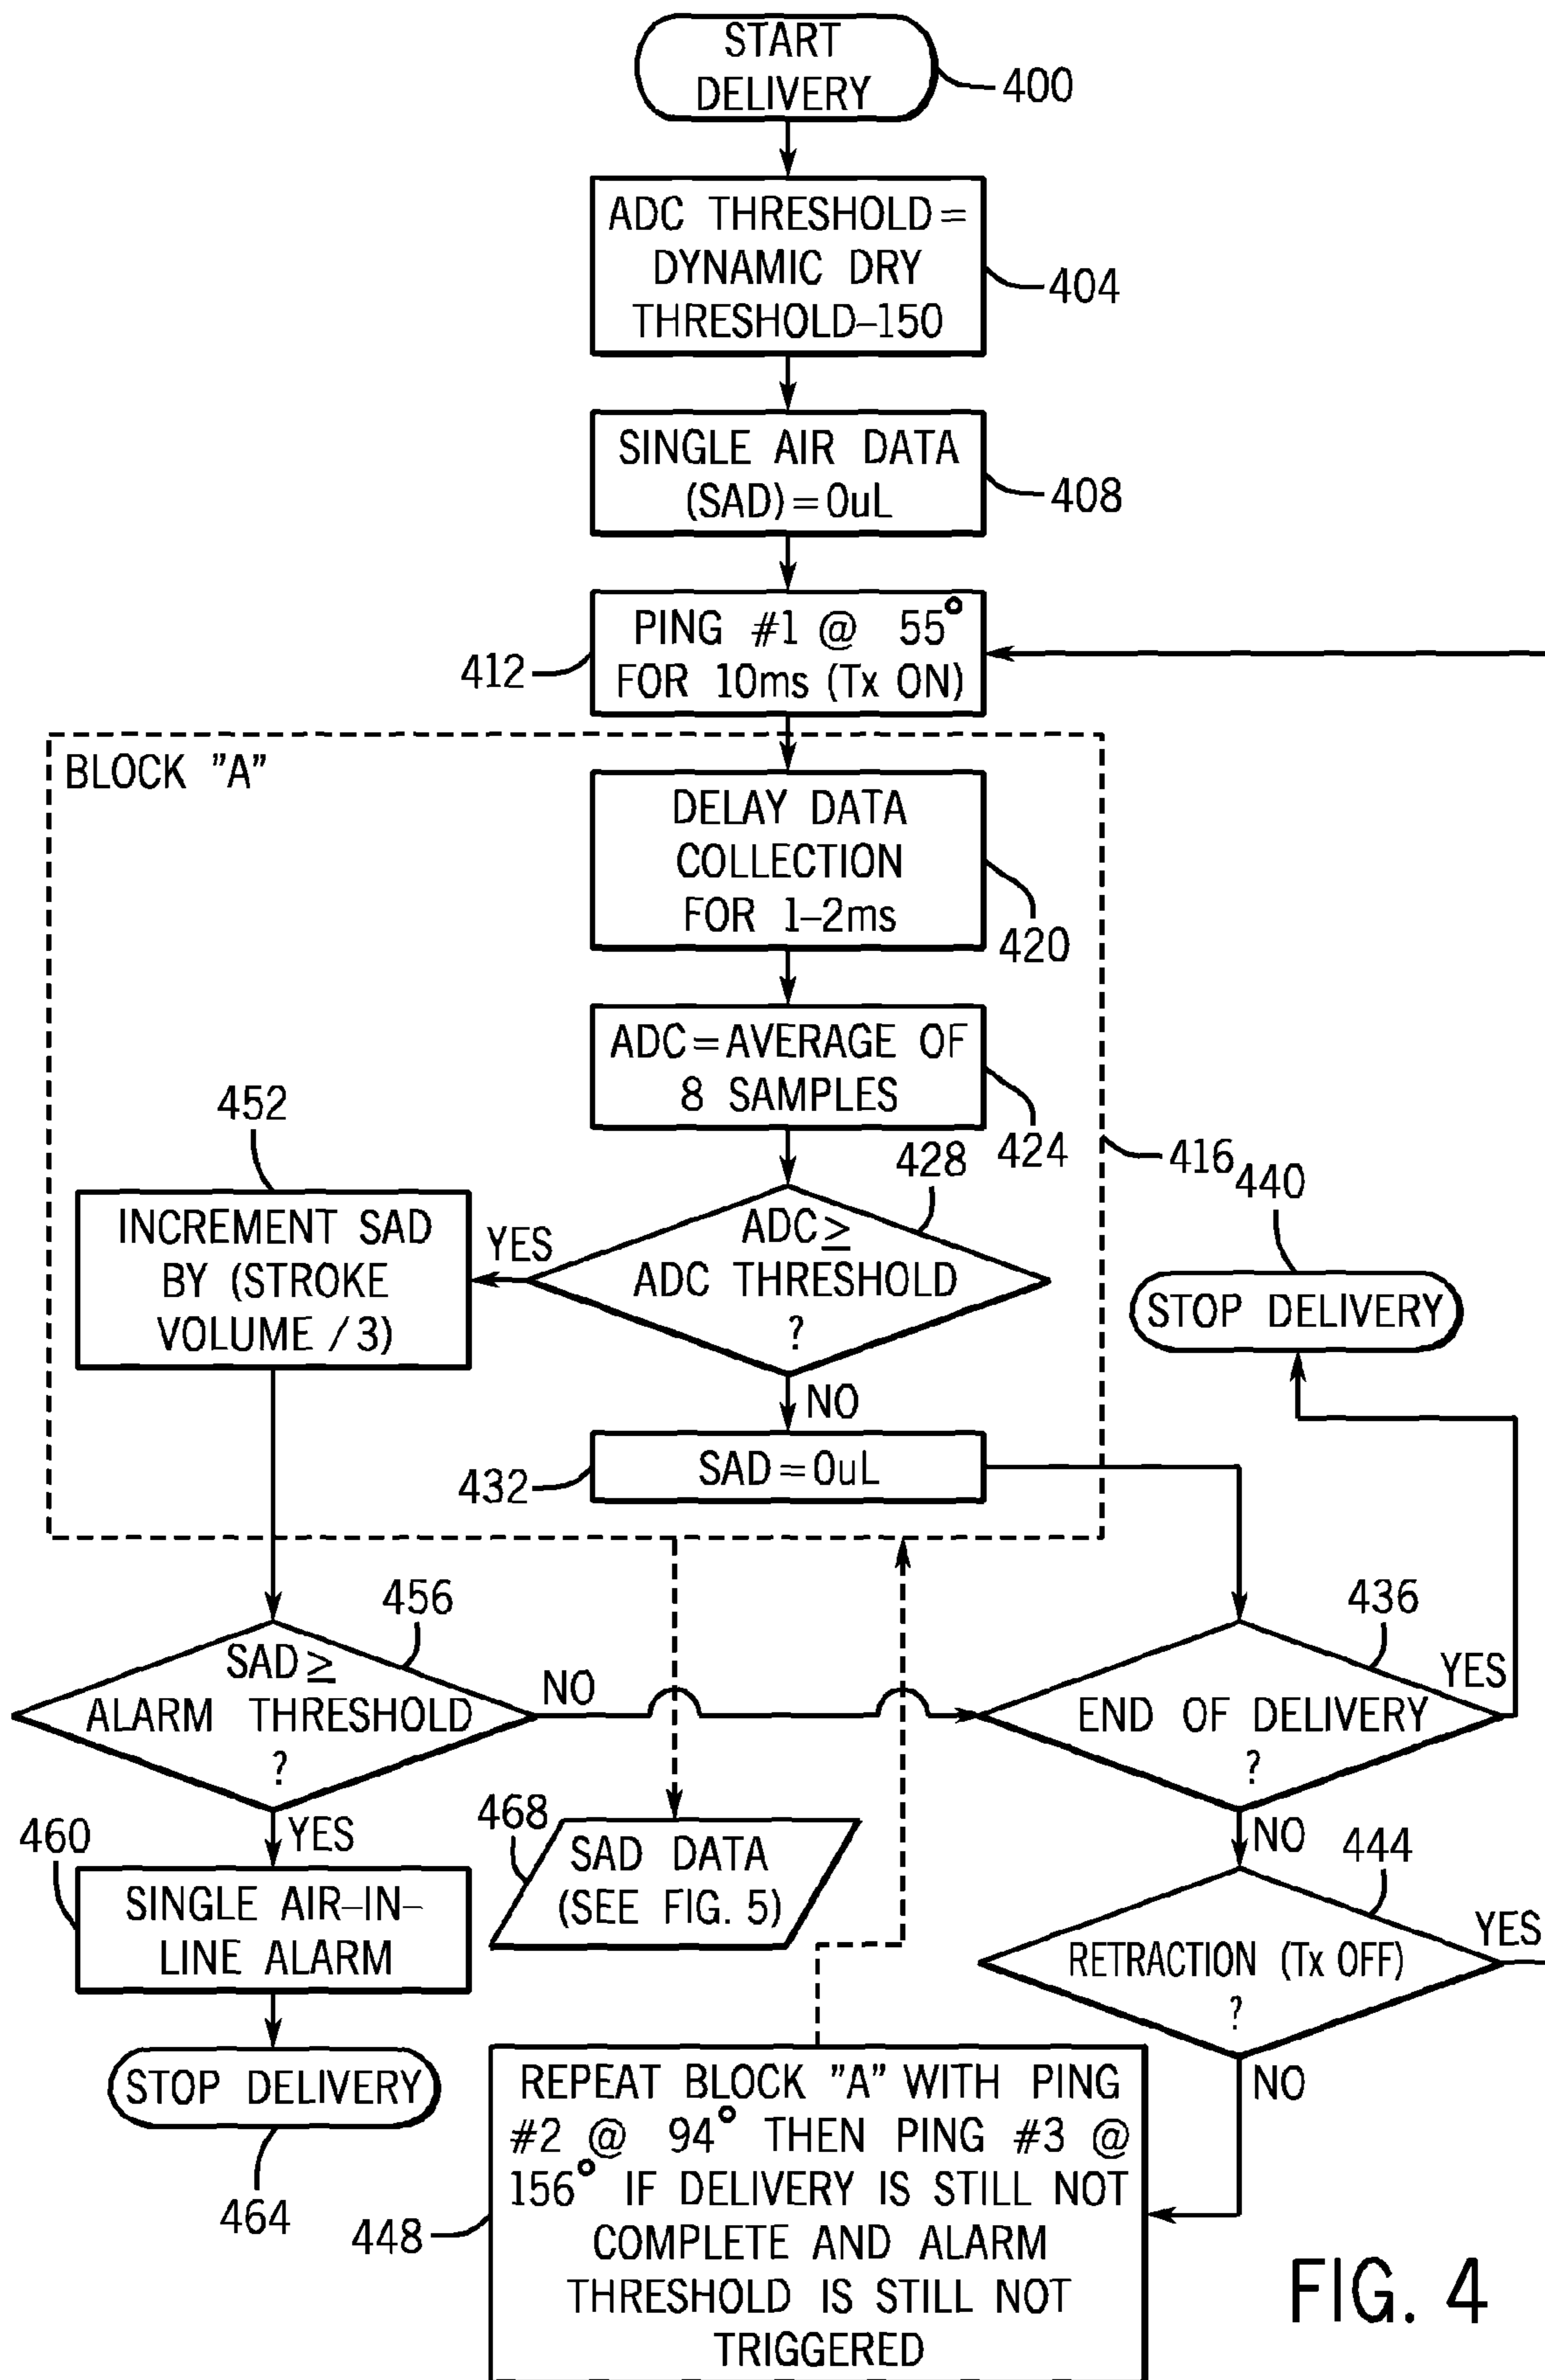 START
DELIVERY
400
ADC THRESHOLD=
DYNAMIC DRY
THRESHOLD–150
404
SINGLE AIR DATA
(SAD)=0uL
408
PING #1 @ 55°
FOR 10ms (Tx ON)
412
BLOCK "A"
DELAY DATA
COLLECTION
FOR 1–2ms
420
ADC=AVERAGE OF
8 SAMPLES
424
416
452
INCREMENT SAD
BY (STROKE
VOLUME /3)
YES
428
ADC≥
ADC THRESHOLD
?
NO
440
STOP DELIVERY
432
SAD=0uL
456
SAD≥
ALARM THRESHOLD
?
NO
YES
436
END OF DELIVERY
?
YES
NO
460
SINGLE AIR–IN–
LINE ALARM
468
SAD DATA
(SEE FIG. 5)
444
RETRACTION (Tx OFF)
?
YES
NO
STOP DELIVERY
464
448
REPEAT BLOCK "A" WITH PING
#2 @ 94° THEN PING #3 @
156° IF DELIVERY IS STILL NOT
COMPLETE AND ALARM
THRESHOLD IS STILL NOT
TRIGGERED
FIG. 4